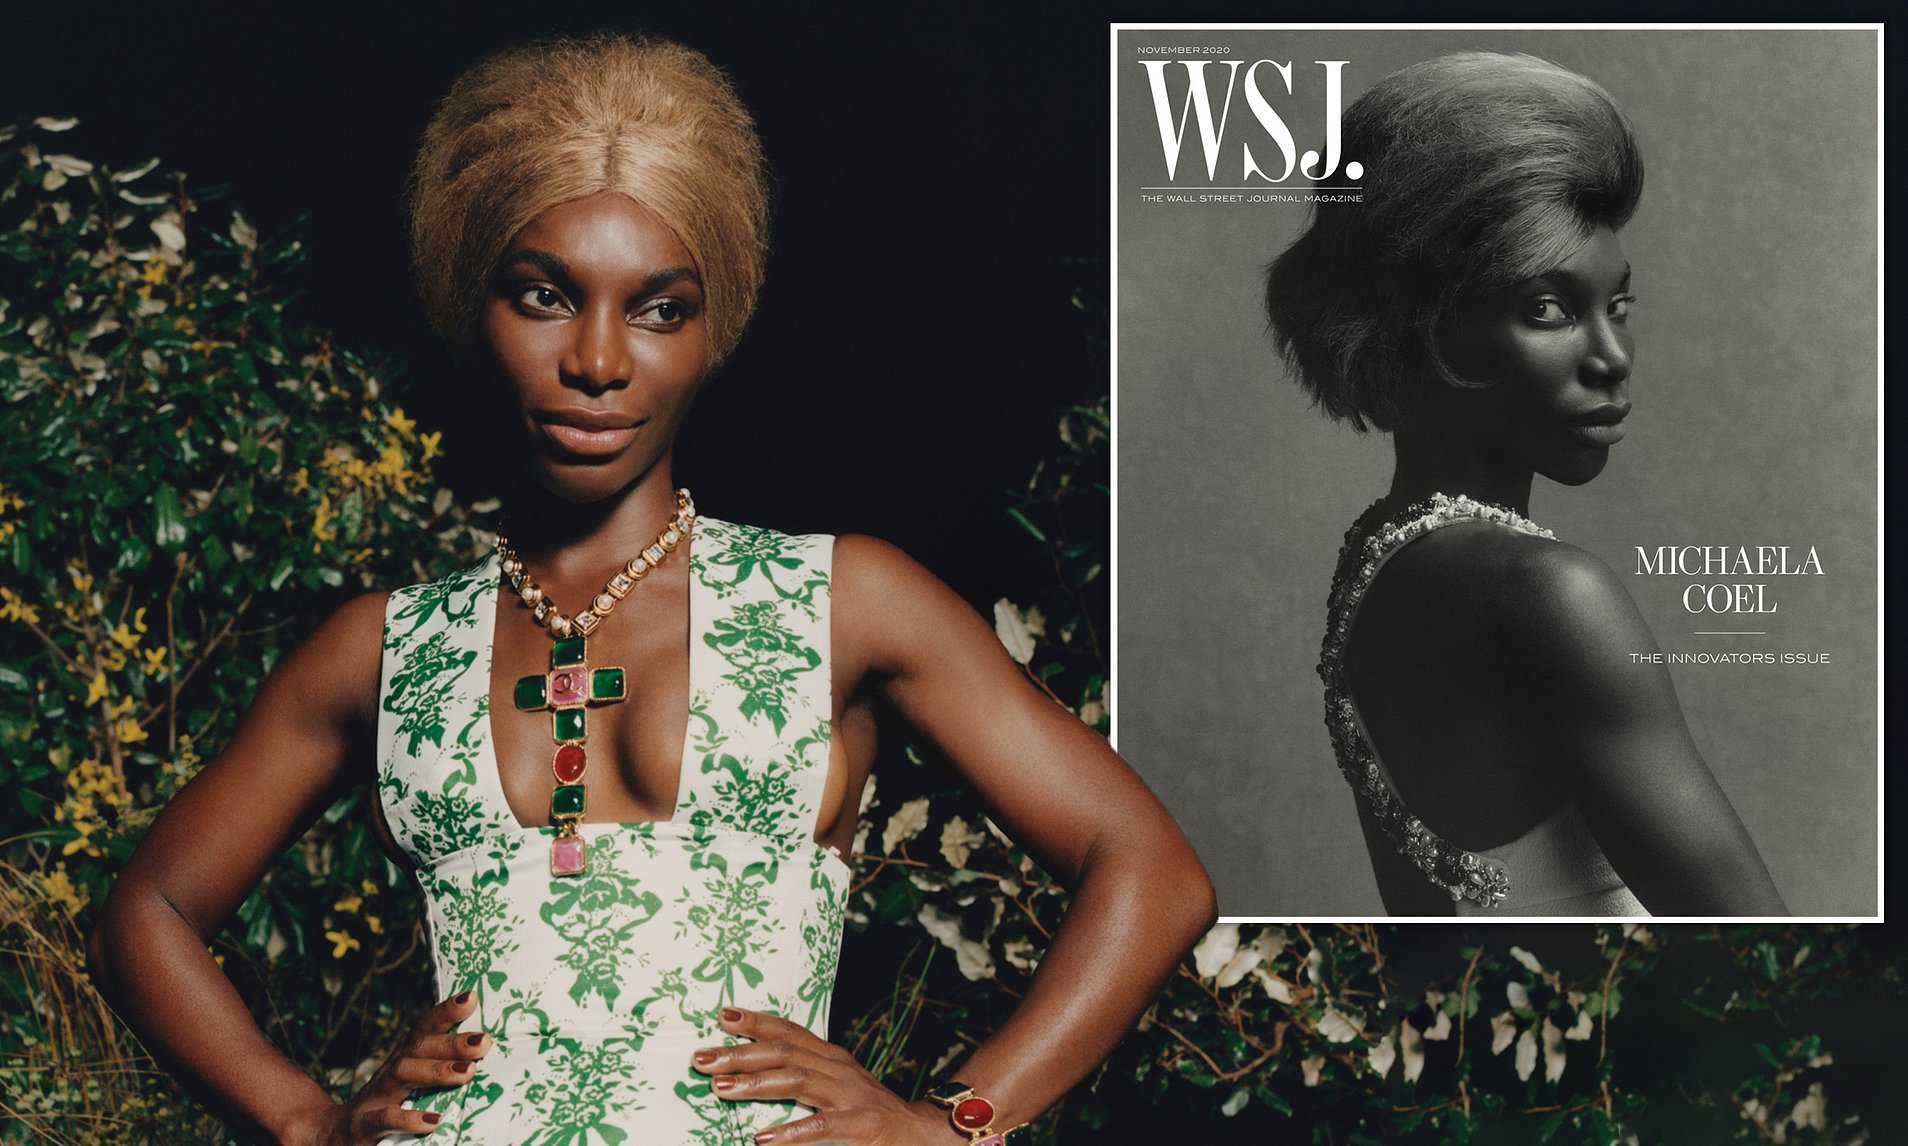 NOVEMBER 2020
WSJ.
THE WALL STREET JOURNAL MAGAZINE
MICHAELA
COEL
THE INNOVATORS ISSUE